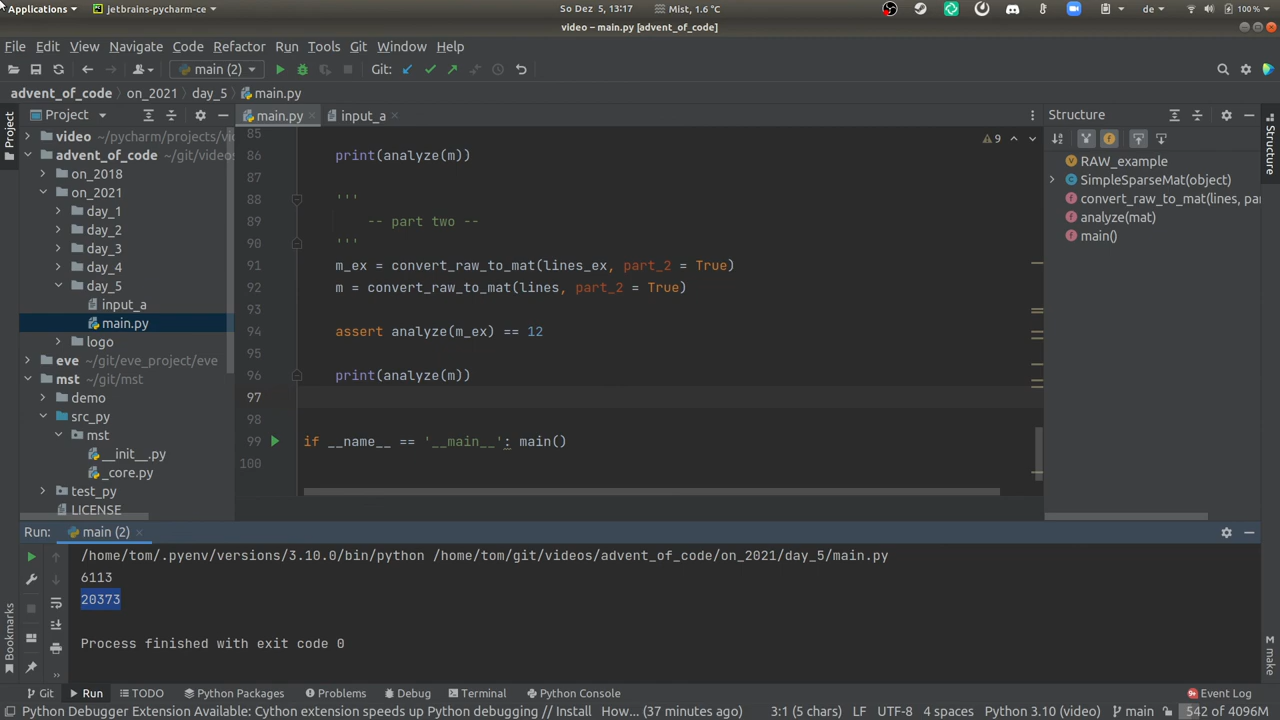 Applications
jetbrains-pycharm-ce
So Dez 5, 13:17
Mist, 1.6 °C
de
100 %
video – main.py [advent_of_code]
File Edit View Navigate Code Refactor Run Tools Git Window Help
main (2)
Git:
advent_of_code on_2021 day_5 main.py
Project
main.py
input_a
Structure
Project
video ~/pycharm/projects/vi
advent_of_code ~/git/videos
on_2018
on_2021
day_1
day_2
day_3
day_4
day_5
input_a
main.py
logo
eve ~/git/eve_project/eve
mst ~/git/mst
demo
src_py
mst
__init__.py
_core.py
test_py
LICENSE
85
86 print(analyze(m))
87
88 '''
89 -- part two --
90 '''
91 m_ex = convert_raw_to_mat(lines_ex, part_2 = True)
92 m = convert_raw_to_mat(lines, part_2 = True)
93
94 assert analyze(m_ex) == 12
95
96 print(analyze(m))
97
98
99 if __name__ == '__main__': main()
100
9
RAW_example
SimpleSparseMat(object)
convert_raw_to_mat(lines, par
analyze(mat)
main()
Structure
make
Bookmarks
Run: main (2)
/home/tom/.pyenv/versions/3.10.0/bin/python /home/tom/git/videos/advent_of_code/on_2021/day_5/main.py
6113
20373
Process finished with exit code 0
Git Run TODO Python Packages Problems Debug Terminal Python Console
9+ Event Log
Python Debugger Extension Available: Cython extension speeds up Python debugging // Install How... (37 minutes ago)
3:1 (5 chars) LF UTF-8 4 spaces Python 3.10 (video) main 542 of 4096M